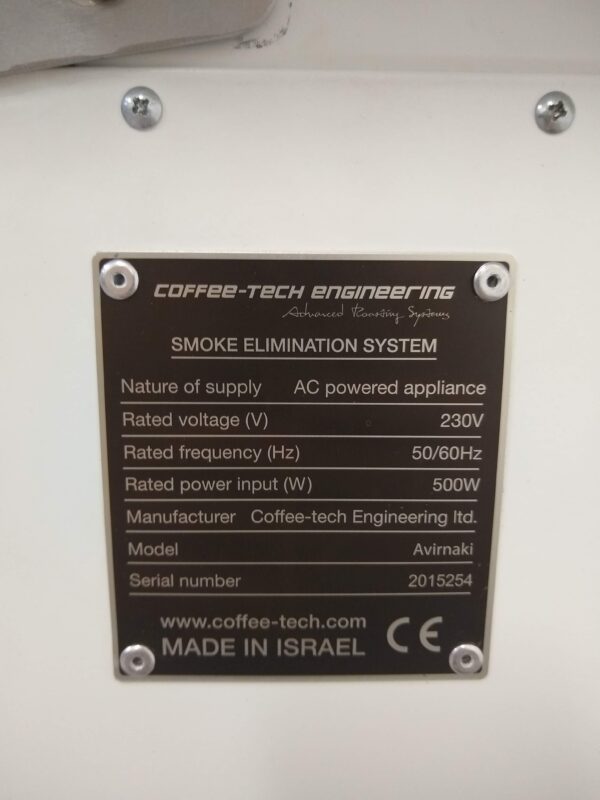 COFFEE-TECH ENGINEERING
Advanced Roasting Systems
SMOKE ELIMINATION SYSTEM
Nature of supply AC powered appliance
Rated voltage (V) 230V
Rated frequency (Hz) 50/60Hz
Rated power input (W) 500W
Manufacturer Coffee-tech Engineering ltd.
Model Avirnaki
Serial number 2015254
www.coffee-tech.com
MADE IN ISRAEL CE